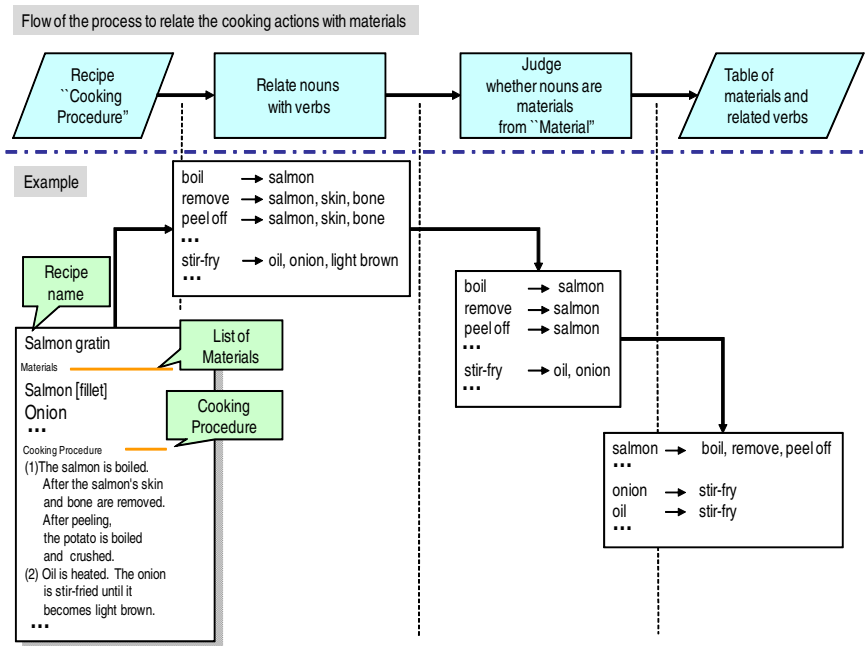 Flow of the process to relate the cooking actions with materials
Recipe
``Cooking
Procedure”
Relate nouns
with verbs
Judge
whether nouns are
materials
from ``Material”
Table of
materials and
related verbs
Example
boil → salmon
remove → salmon, skin, bone
peel off → salmon, skin, bone
...
stir-fry → oil, onion, light brown
...
Recipe
name
Salmon gratin
List of
Materials
Materials
Salmon [fillet]
Onion
...
Cooking
Procedure
Cooking Procedure
(1)The salmon is boiled.
After the salmon's skin
and bone are removed.
After peeling,
the potato is boiled
and crushed.
(2) Oil is heated. The onion
is stir-fried until it
becomes light brown.
...
boil → salmon
remove → salmon
peel off → salmon
...
stir-fry → oil, onion
...
salmon → boil, remove, peel off
...
onion → stir-fry
oil → stir-fry
...